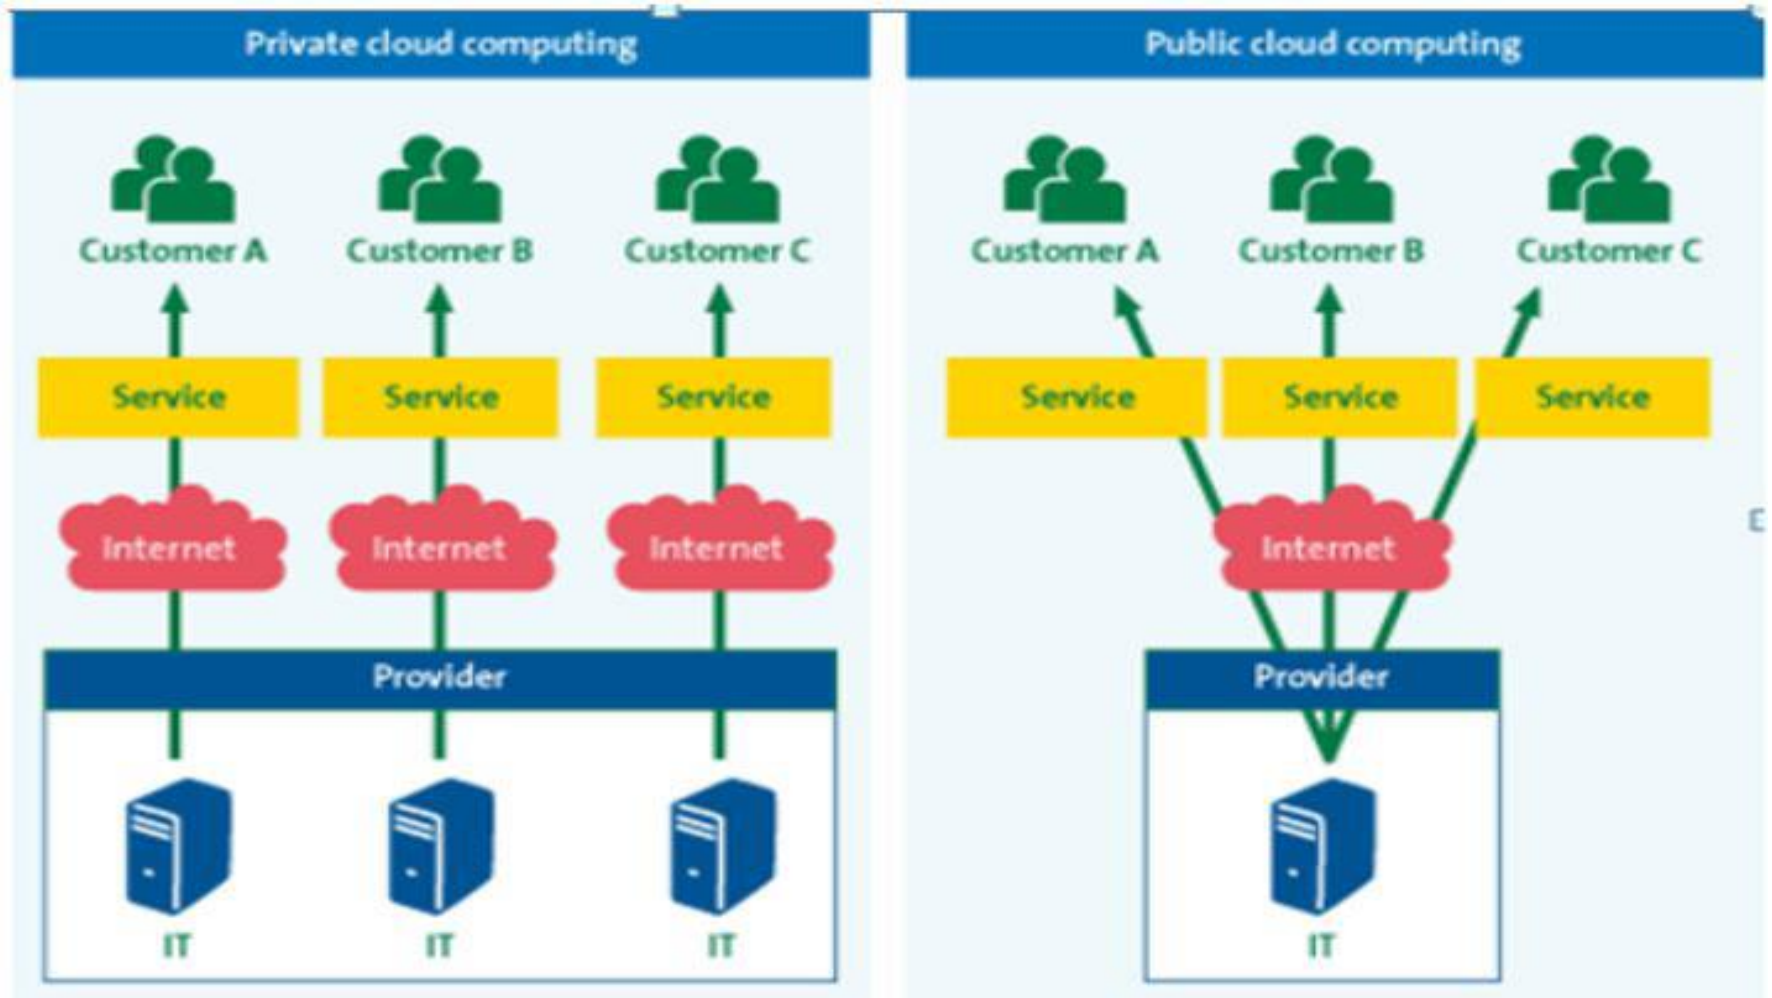 Private cloud computing
Customer A Customer B Customer C
Service Service Service
Internet Internet Internet
Provider
IT IT IT
Public cloud computing
Customer A Customer B Customer C
Service Service Service
Internet
Provider
IT